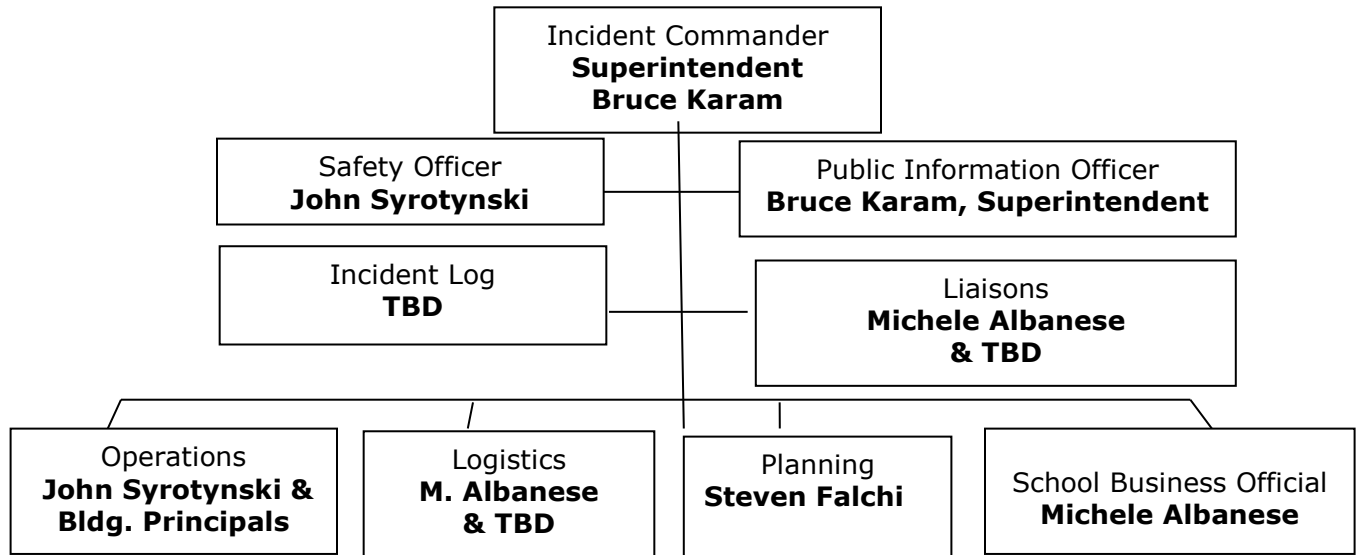 Incident Commander
Superintendent
Bruce Karam
Safety Officer
John Syrotynski
Public Information Officer
Bruce Karam, Superintendent
Incident Log
TBD
Liaisons
Michele Albanese
& TBD
Operations
John Syrotynski &
Bldg. Principals
Logistics
M. Albanese
& TBD
Planning
Steven Falchi
School Business Official
Michele Albanese